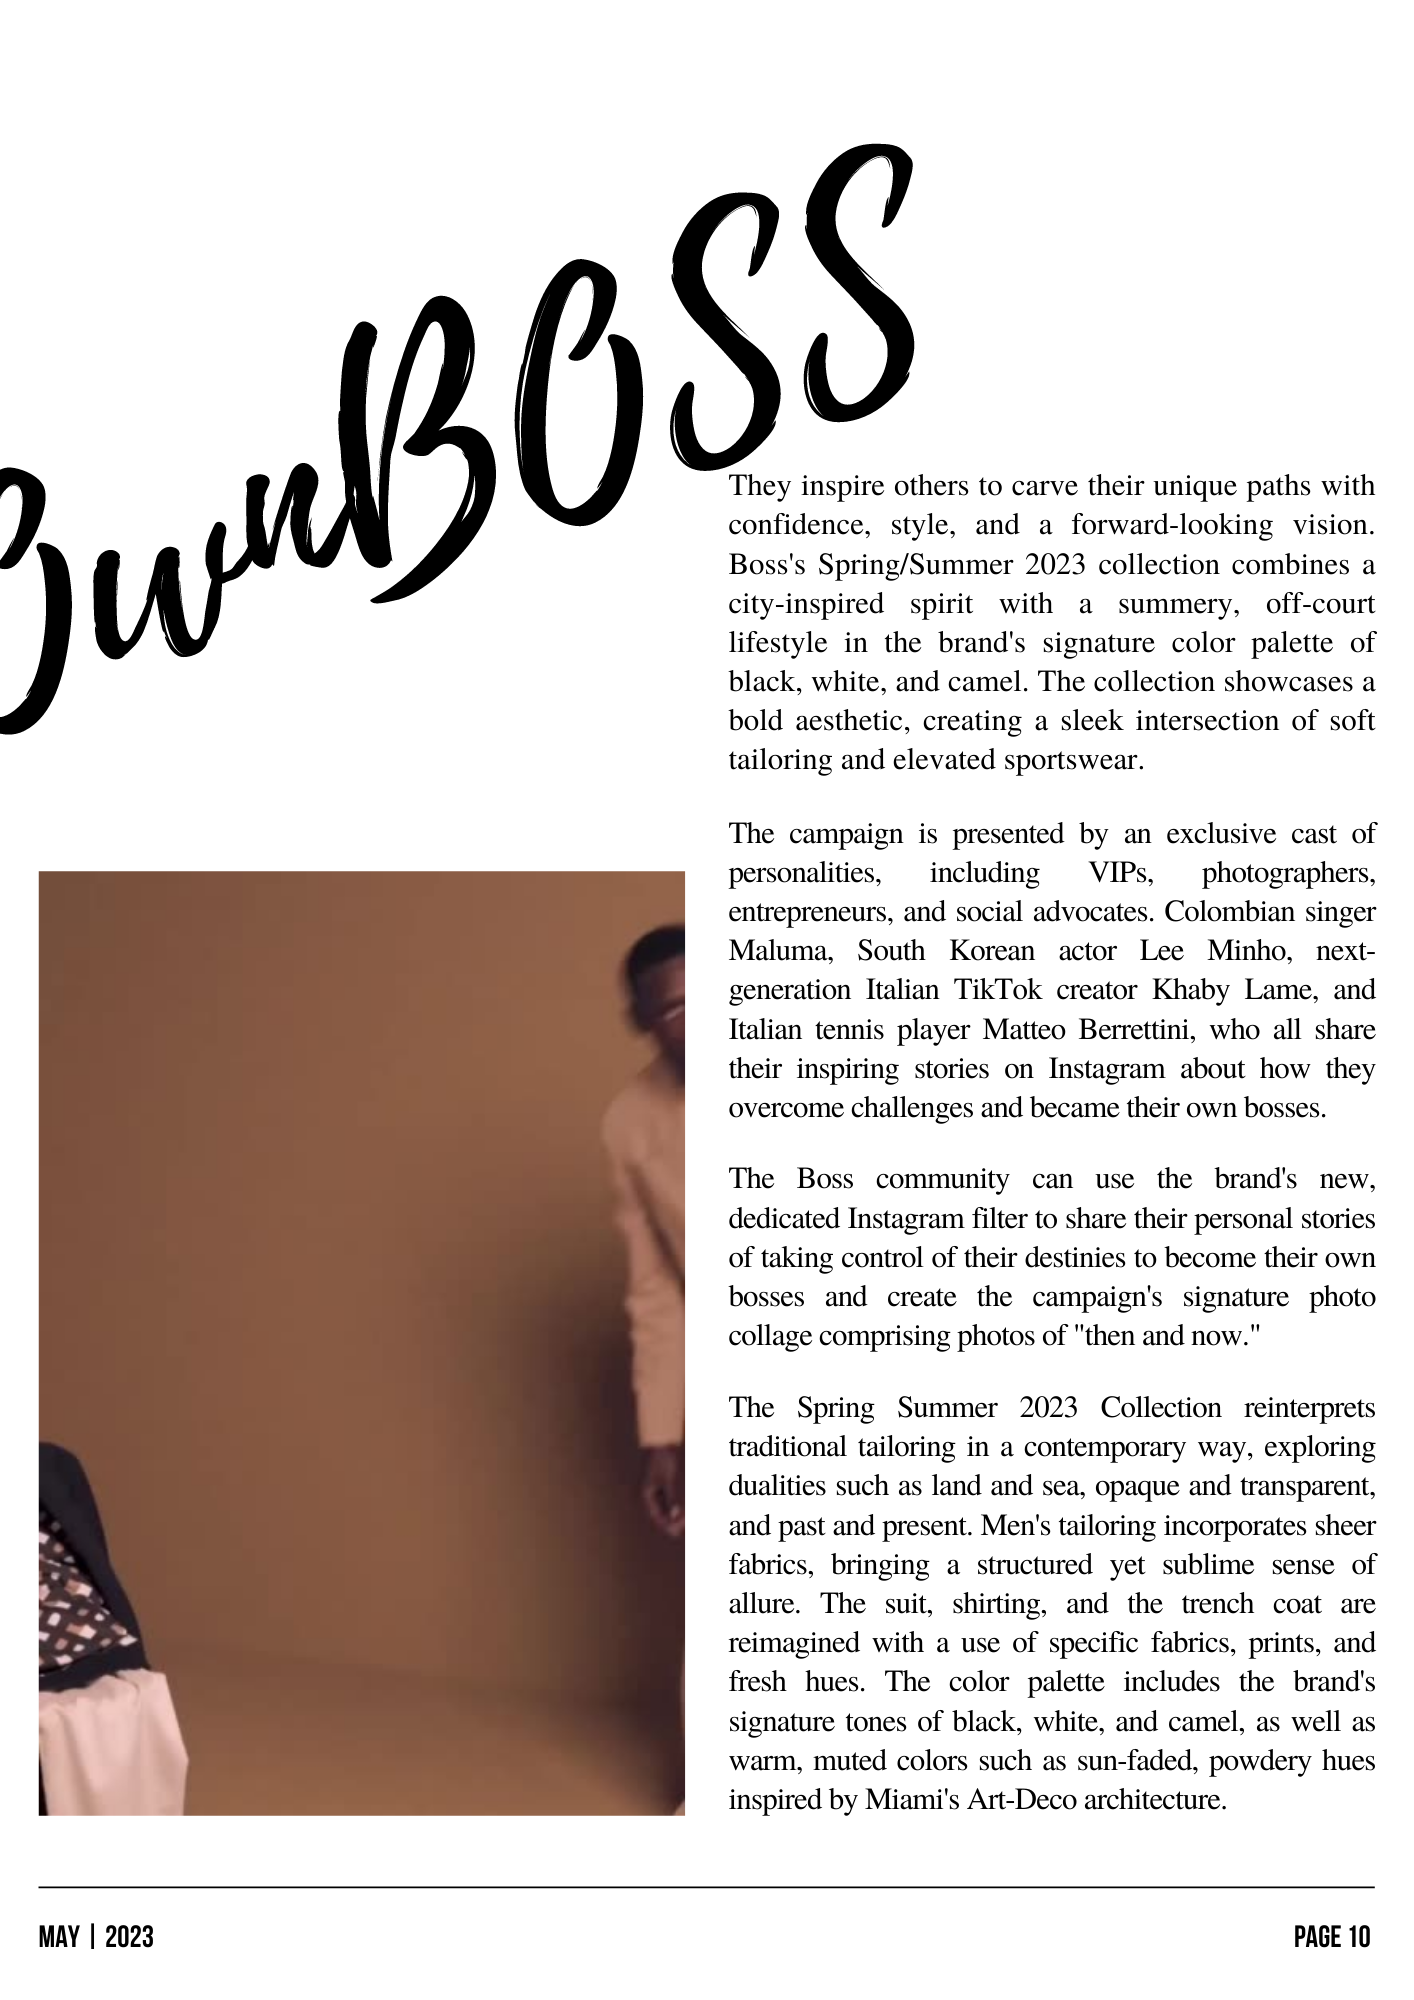 OwnBOSS
They inspire others to carve their unique paths with
confidence, style, and a forward-looking vision.
Boss's Spring/Summer 2023 collection combines a
city-inspired spirit with a summery, off-court
lifestyle in the brand's signature color palette of
black, white, and camel. The collection showcases a
bold aesthetic, creating a sleek intersection of soft
tailoring and elevated sportswear.
The campaign is presented by an exclusive cast of
personalities, including VIPs, photographers,
entrepreneurs, and social advocates. Colombian singer
Maluma, South Korean actor Lee Minho, next-
generation Italian TikTok creator Khaby Lame, and
Italian tennis player Matteo Berrettini, who all share
their inspiring stories on Instagram about how they
overcome challenges and became their own bosses.
The Boss community can use the brand's new,
dedicated Instagram filter to share their personal stories
of taking control of their destinies to become their own
bosses and create the campaign's signature photo
collage comprising photos of "then and now."
The Spring Summer 2023 Collection reinterprets
traditional tailoring in a contemporary way, exploring
dualities such as land and sea, opaque and transparent,
and past and present. Men's tailoring incorporates sheer
fabrics, bringing a structured yet sublime sense of
allure. The suit, shirting, and the trench coat are
reimagined with a use of specific fabrics, prints, and
fresh hues. The color palette includes the brand's
signature tones of black, white, and camel, as well as
warm, muted colors such as sun-faded, powdery hues
inspired by Miami's Art-Deco architecture.
MAY | 2023
PAGE 10